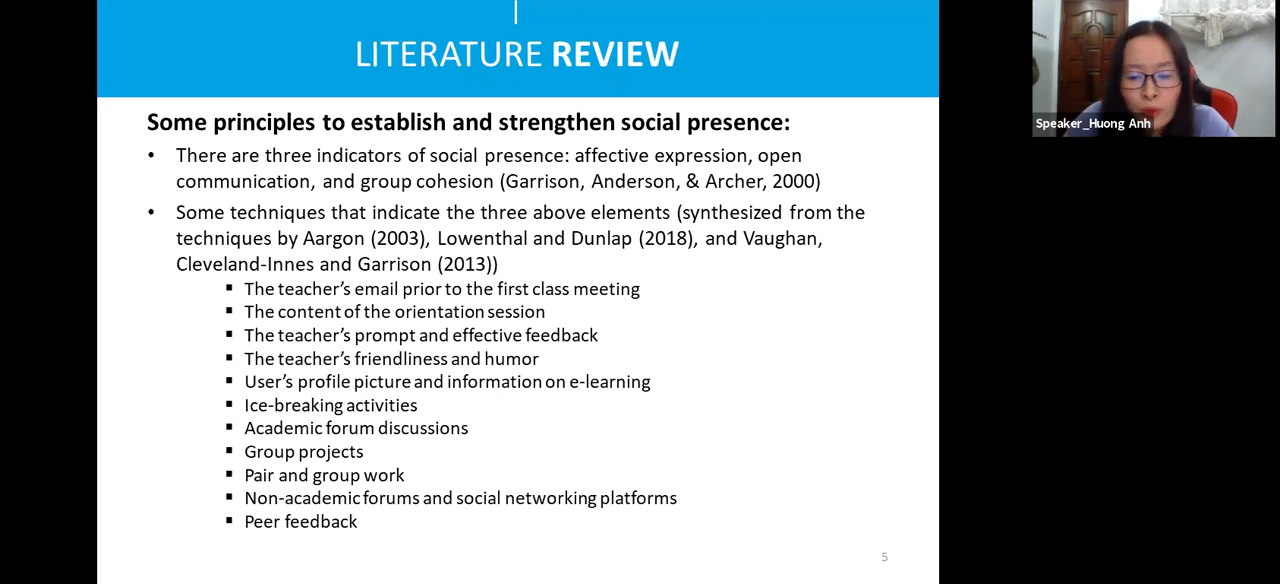 LITERATURE REVIEW
Some principles to establish and strengthen social presence:
• There are three indicators of social presence: affective expression, open
communication, and group cohesion (Garrison, Anderson, & Archer, 2000)
• Some techniques that indicate the three above elements (synthesized from the
techniques by Aargon (2003), Lowenthal and Dunlap (2018), and Vaughan,
Cleveland-Innes and Garrison (2013))
▪ The teacher’s email prior to the first class meeting
▪ The content of the orientation session
▪ The teacher’s prompt and effective feedback
▪ The teacher’s friendliness and humor
▪ User’s profile picture and information on e-learning
▪ Ice-breaking activities
▪ Academic forum discussions
▪ Group projects
▪ Pair and group work
▪ Non-academic forums and social networking platforms
▪ Peer feedback
5
Speaker_Huong Anh